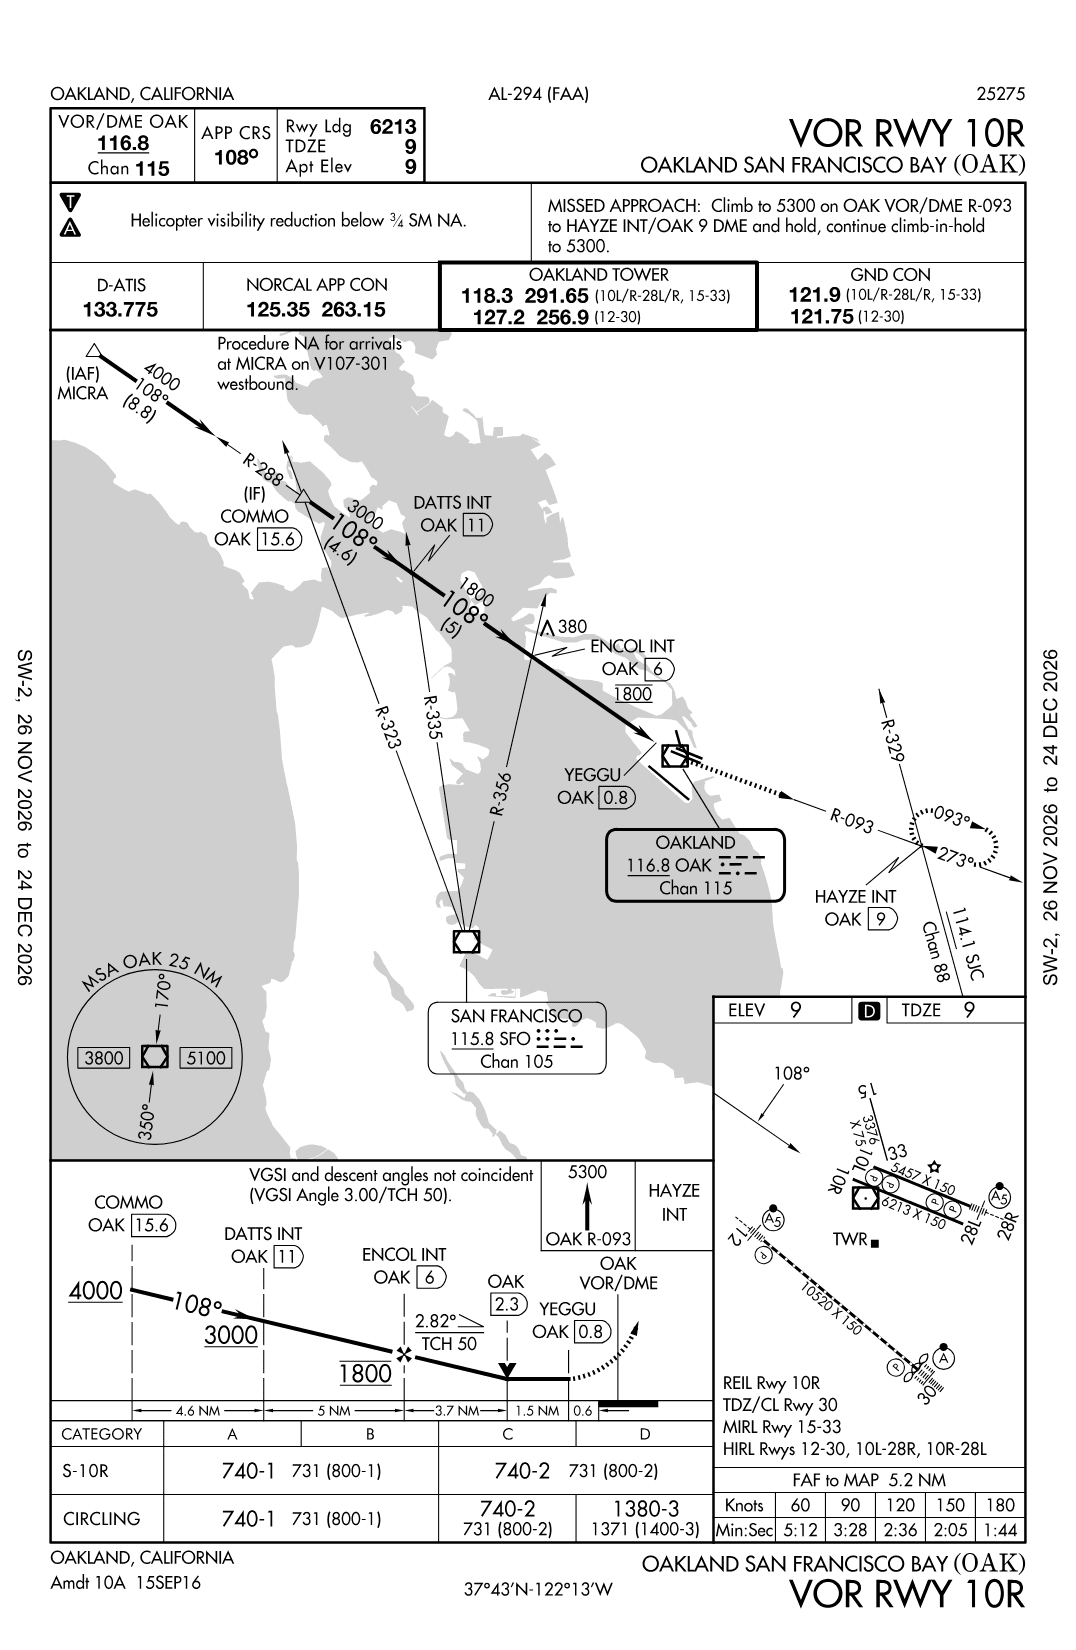 OAKLAND, CALIFORNIA
AL-294 (FAA)
25275
VOR/DME OAK
116.8
Chan 115
APP CRS
108°
Rwy Ldg 6213
TDZE 9
Apt Elev 9
VOR RWY 10R
OAKLAND SAN FRANCISCO BAY (OAK)
T
A
Helicopter visibility reduction below ¾ SM NA.
MISSED APPROACH: Climb to 5300 on OAK VOR/DME R-093
to HAYZE INT/OAK 9 DME and hold, continue climb-in-hold
to 5300.
D-ATIS
133.775
NORCAL APP CON
125.35 263.15
OAKLAND TOWER
118.3 291.65 (10L/R-28L/R, 15-33)
127.2 256.9 (12-30)
GND CON
121.9 (10L/R-28L/R, 15-33)
121.75 (12-30)
Procedure NA for arrivals
at MICRA on V107-301
westbound.
(IAF)
MICRA
4000
108°
(8.8)
R-288
(IF)
COMMO
OAK 15.6
3000
108°
(4.6)
DATTS INT
OAK 11
1800
108°
(5)
380
ENCOL INT
OAK 6
1800
R-323
R-335
R-356
YEGGU
OAK 0.8
R-329
R-093
093°
273°
HAYZE INT
OAK 9
114.1 SJC
Chan 88
OAKLAND
116.8 OAK
Chan 115
SAN FRANCISCO
115.8 SFO
Chan 105
MSA OAK 25 NM
170°
3800
5100
350°
SW-2, 26 NOV 2026 to 24 DEC 2026
SW-2, 26 NOV 2026 to 24 DEC 2026
ELEV 9
D
TDZE 9
108°
15
3376
X 75
33
10L
10R
5457 X 150
6213 X 150
P
P
P
P
A5
28L
28R
TWR
A5
12
P
10520 X 150
P
A
30
REIL Rwy 10R
TDZ/CL Rwy 30
MIRL Rwy 15-33
HIRL Rwys 12-30, 10L-28R, 10R-28L
FAF to MAP 5.2 NM
Knots 60 90 120 150 180
Min:Sec 5:12 3:28 2:36 2:05 1:44
VGSI and descent angles not coincident
(VGSI Angle 3.00/TCH 50).
5300
OAK R-093
HAYZE
INT
COMMO
OAK 15.6
DATTS INT
OAK 11
ENCOL INT
OAK 6
OAK
2.3
YEGGU
OAK 0.8
OAK
VOR/DME
4000
108°
3000
1800
2.82°
TCH 50
4.6 NM
5 NM
3.7 NM
1.5 NM
0.6
CATEGORY A B C D
S-10R 740-1 731 (800-1) 740-2 731 (800-2)
CIRCLING 740-1 731 (800-1) 740-2 731 (800-2) 1380-3 1371 (1400-3)
OAKLAND, CALIFORNIA
Amdt 10A 15SEP16
37°43'N-122°13'W
OAKLAND SAN FRANCISCO BAY (OAK)
VOR RWY 10R